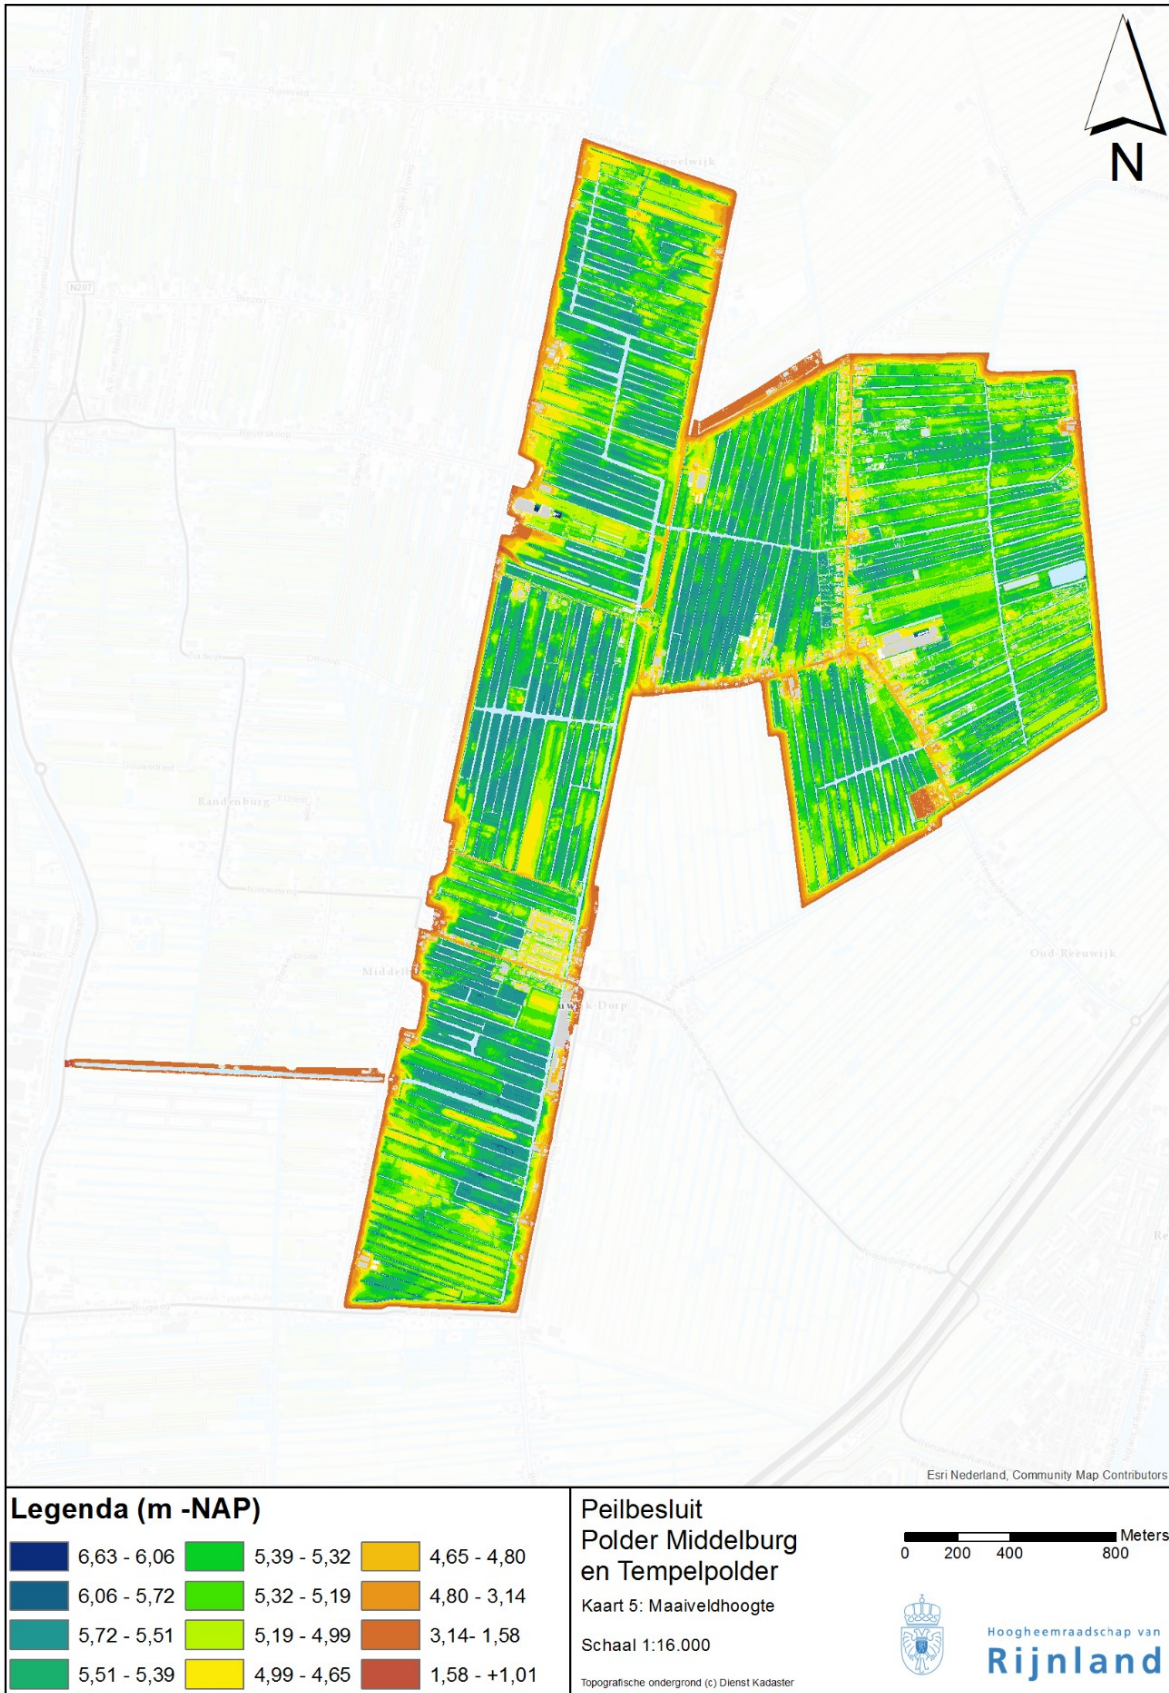 N
Spoelwijk
N207
Randenburg
Oud-Reeuwijk
Esri Nederland, Community Map Contributors
Legenda (m -NAP)
6,63 - 6,06
6,06 - 5,72
5,72 - 5,51
5,51 - 5,39
5,39 - 5,32
5,32 - 5,19
5,19 - 4,99
4,99 - 4,65
4,65 - 4,80
4,80 - 3,14
3,14- 1,58
1,58 - +1,01
Peilbesluit
Polder Middelburg
en Tempelpolder
Kaart 5: Maaiveldhoogte
Schaal 1:16.000
Topografische ondergrond (c) Dienst Kadaster
Meters
0 200 400 800
Hoogheemraadschap van
Rijnland